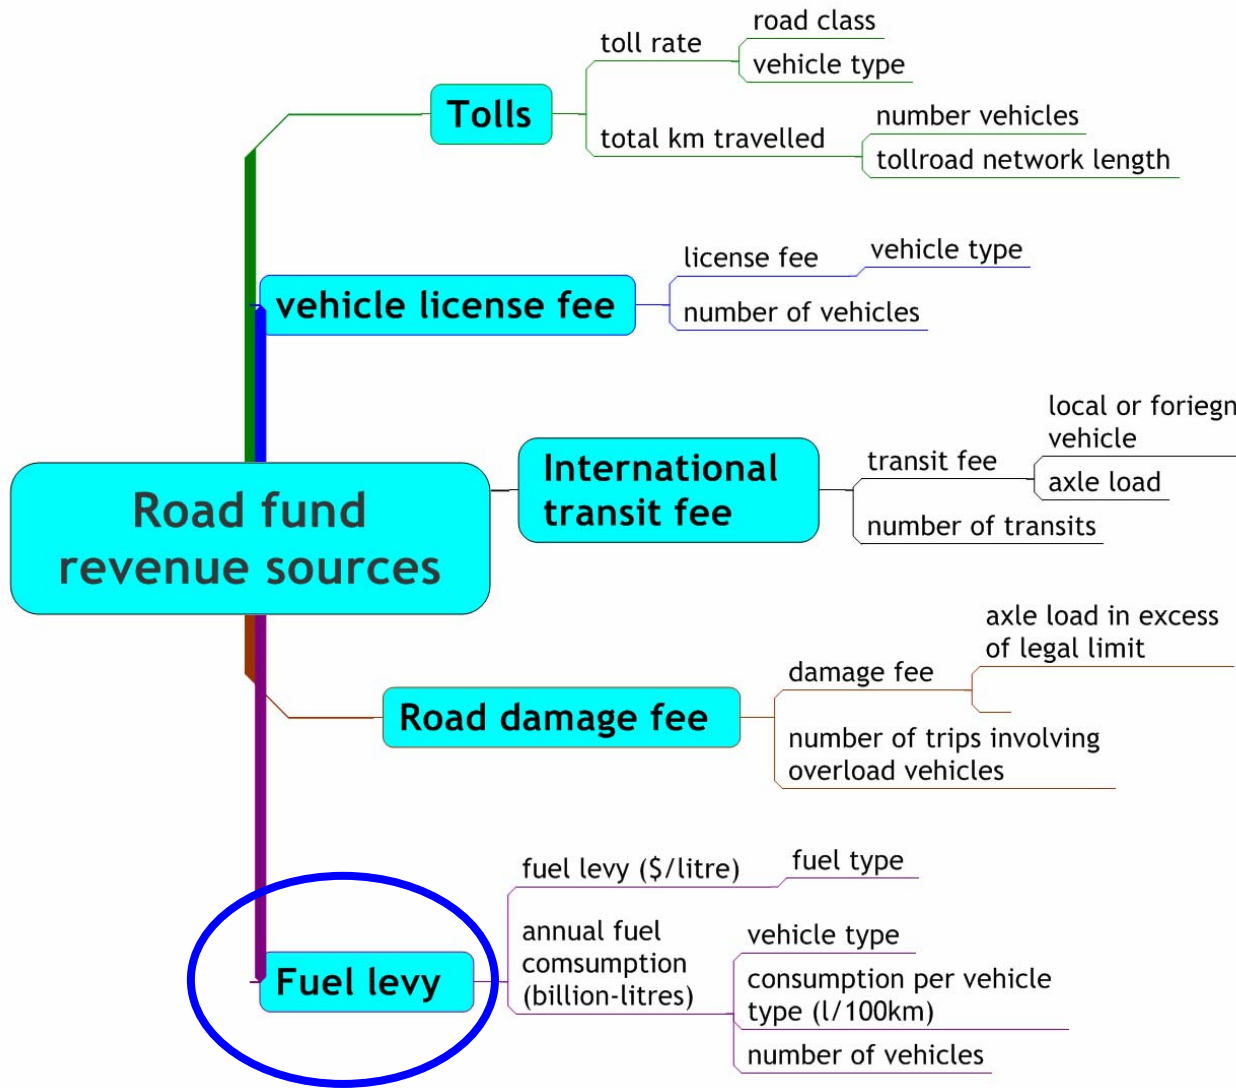 road class
toll rate
vehicle type
Tolls
number vehicles
total km travelled
tollroad network length
vehicle type
license fee
vehicle license fee
number of vehicles
local or foriegn
vehicle
International
transit fee
transit fee
axle load
number of transits
Road fund
revenue sources
axle load in excess
of legal limit
damage fee
Road damage fee
number of trips involving
overload vehicles
fuel type
fuel levy ($/litre)
annual fuel
comsumption
(billion-litres)
vehicle type
consumption per vehicle
type (l/100km)
Fuel levy
number of vehicles